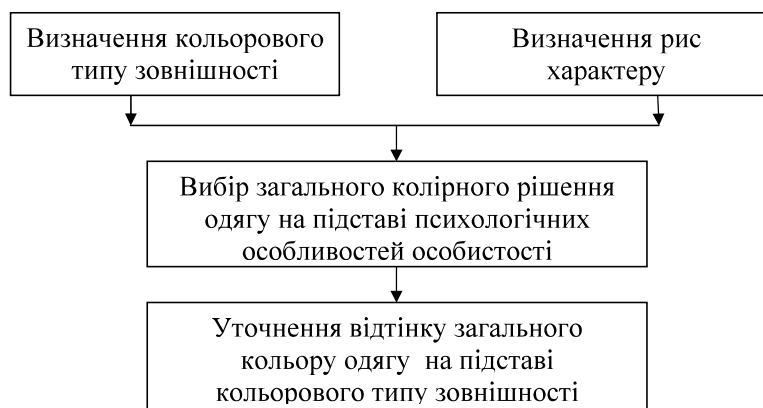 Визначення кольорового
типу зовнішності
Визначення рис
характеру
Вибір загального колірного рішення
одягу на підставі психологічних
особливостей особистості
Уточнення відтінку загального
кольору одягу на підставі
кольорового типу зовнішності